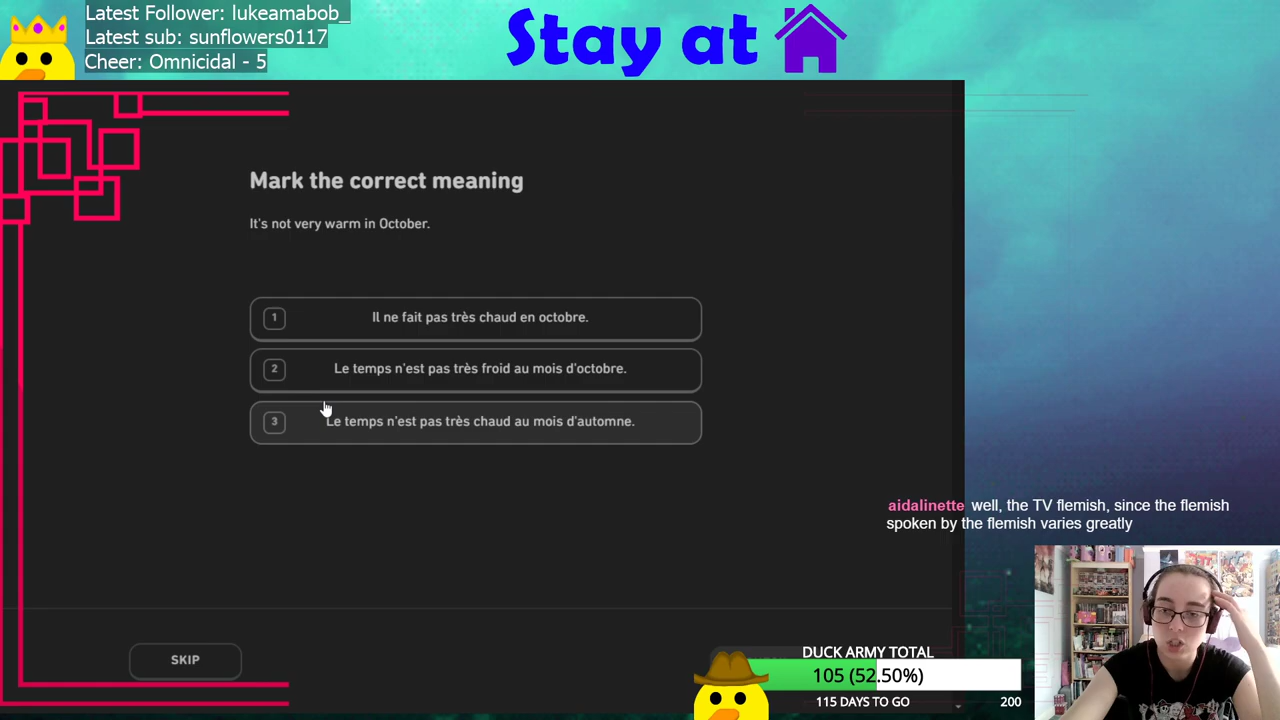 Latest Follower: lukeamabob_
Latest sub: sunflowers0117
Cheer: Omnicidal - 5
Stay at
Mark the correct meaning
It's not very warm in October.
1 Il ne fait pas très chaud en octobre.
2 Le temps n'est pas très froid au mois d'octobre.
3 Le temps n'est pas très chaud au mois d'automne.
aidalinette well, the TV flemish, since the flemish
spoken by the flemish varies greatly
SKIP
DUCK ARMY TOTAL
105 (52.50%)
115 DAYS TO GO 200